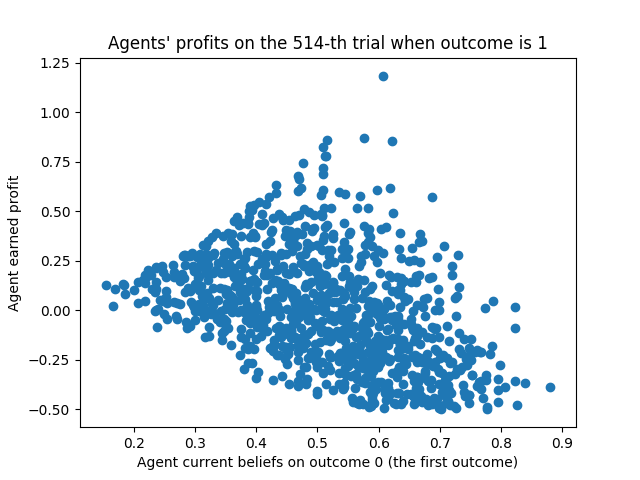 Agents' profits on the 514-th trial when outcome is 1
1.25
1.00
0.75
0.50
0.25
0.00
−0.25
−0.50
Agent earned profit
0.2 0.3 0.4 0.5 0.6 0.7 0.8 0.9
Agent current beliefs on outcome 0 (the first outcome)